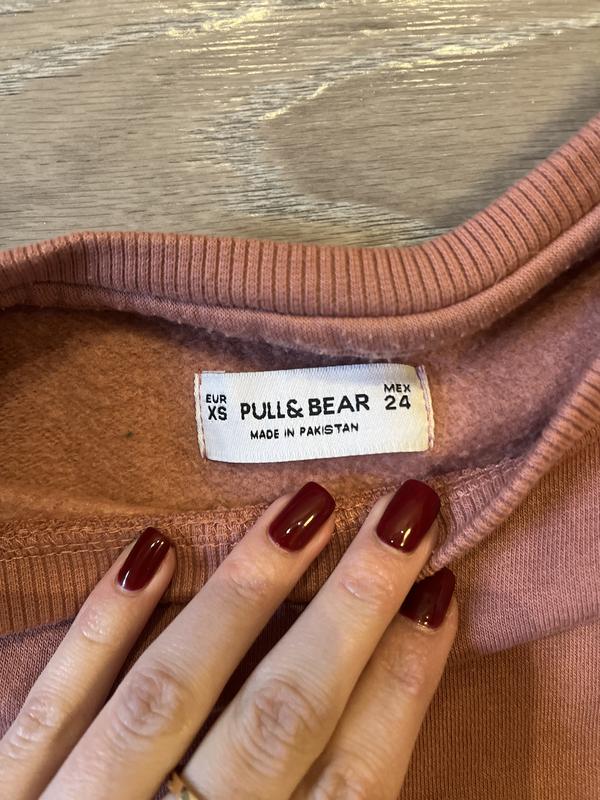 EUR XS PULL&BEAR MEX 24
MADE IN PAKISTAN